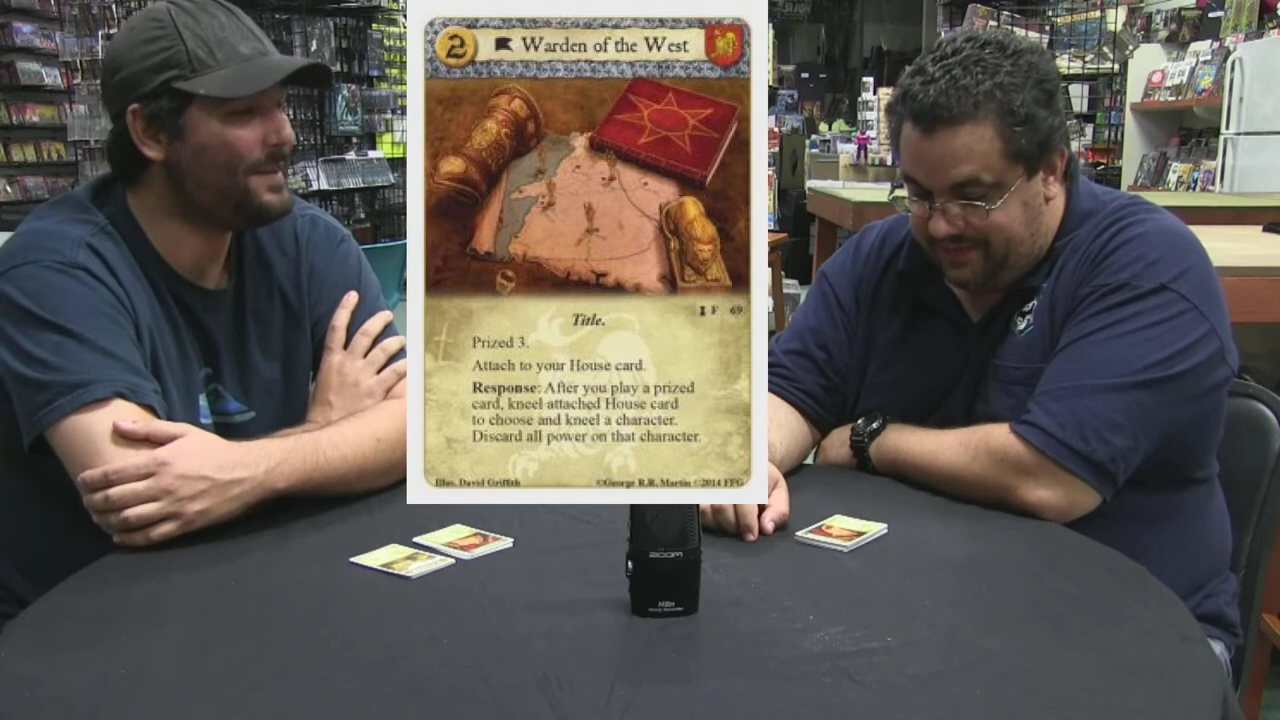 2 Warden of the West
F 69
Title.
Prized 3.
Attach to your House card.
Response: After you play a prized
card, kneel attached House card
to choose and kneel a character.
Discard all power on that character.
Illus. David Griffith ©George R.R. Martin ©2014 FFG
ZOOM
H2n
Handy Recorder